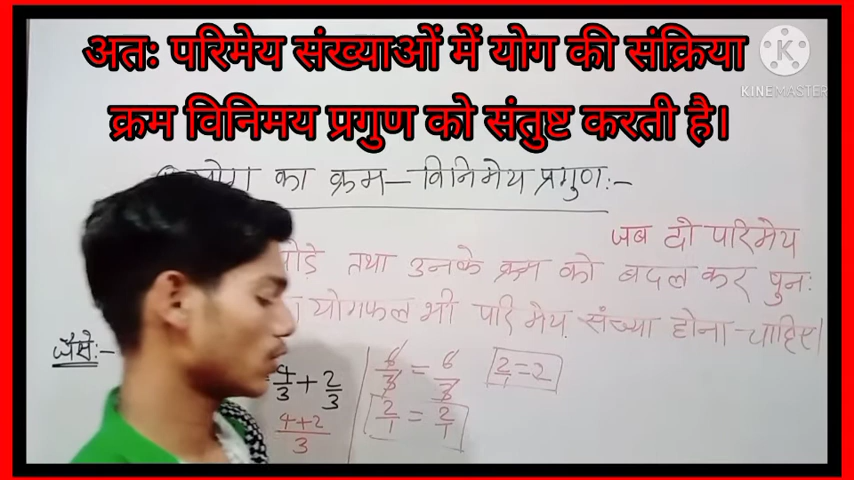 अतः परिमेय संख्याओं में योग की संक्रिया
क्रम विनिमय प्रगुण को संतुष्ट करती है।
KINEMASTER
योग का क्रम-विनिमेय प्रगुण:-
जब दो परिमेय
तथा उनके क्रम को बदल कर पुनः
योगफल भी परिमेय संख्या होना चाहिए।
जैसे:-
4/3 + 2/3
6/3 = 6/3
2/1 = 2
4+2/3
2/1 = 2/1